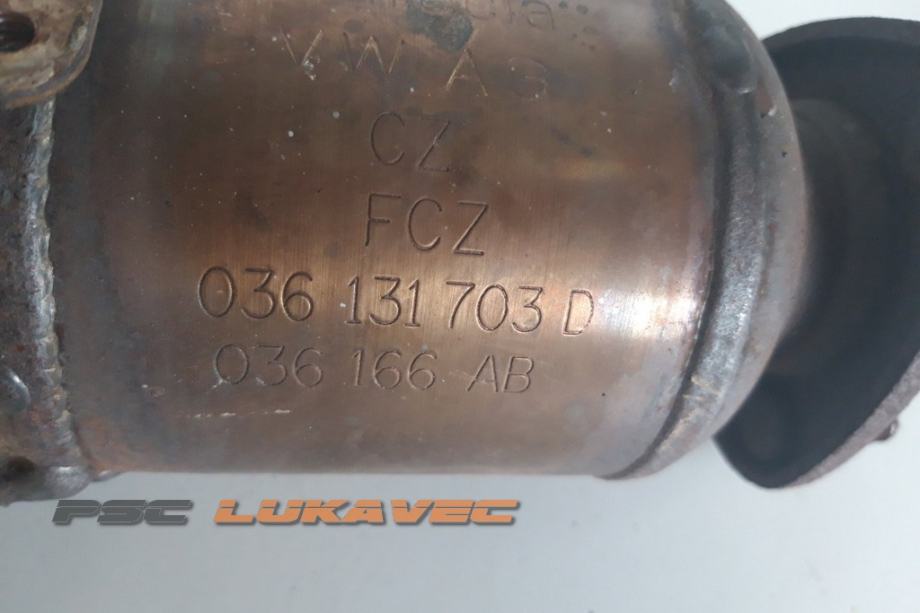 VW AG
CZ
FCZ
036 131 703 D
036 166 AB
PSC LUKAVEC